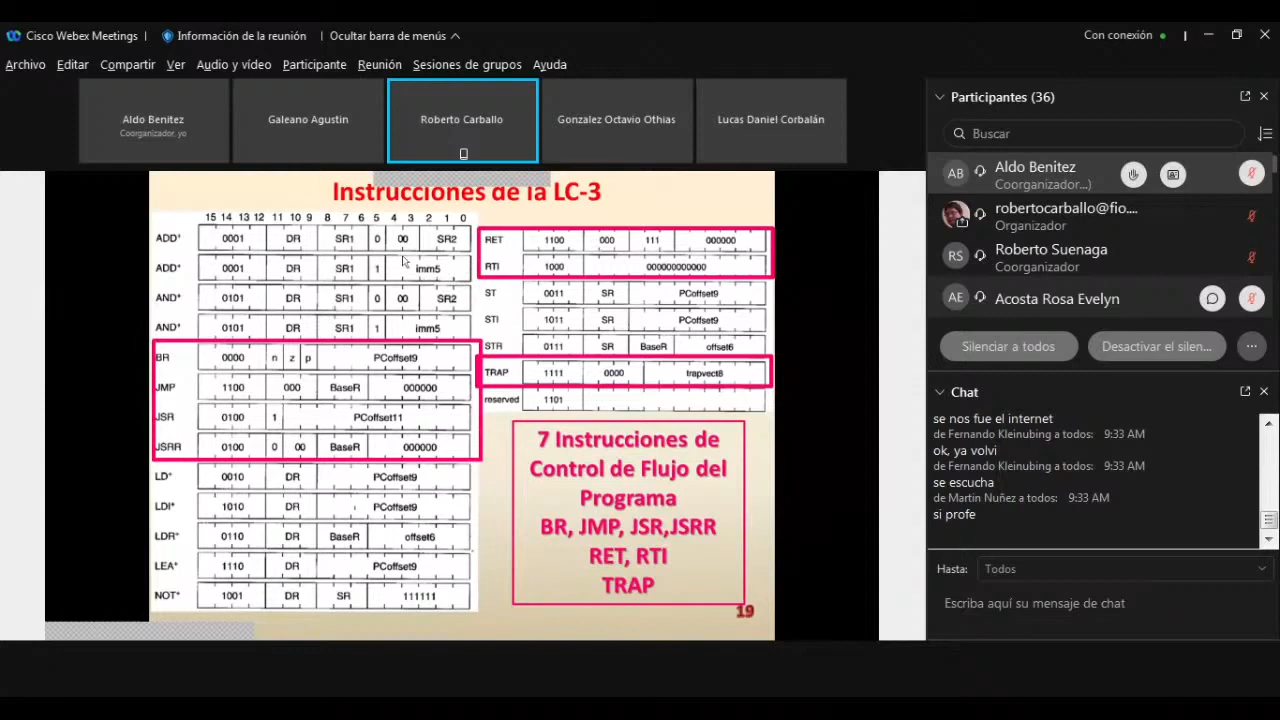 Cisco Webex Meetings | Información de la reunión | Ocultar barra de menús
Con conexión
Archivo Editar Compartir Ver Audio y vídeo Participante Reunión Sesiones de grupos Ayuda
Aldo Benitez
Coorganizador, yo
Galeano Agustin
Roberto Carballo
Gonzalez Octavio Othias
Lucas Daniel Corbalán
Instrucciones de la LC-3
15 14 13 12 11 10 9 8 7 6 5 4 3 2 1 0
ADD+ 0001 DR SR1 0 00 SR2
ADD+ 0001 DR SR1 1 imm5
AND+ 0101 DR SR1 0 00 SR2
AND+ 0101 DR SR1 1 imm5
BR 0000 n z p PCoffset9
JMP 1100 000 BaseR 000000
JSR 0100 1 PCoffset11
JSRR 0100 0 00 BaseR 000000
LD+ 0010 DR PCoffset9
LDI+ 1010 DR PCoffset9
LDR+ 0110 DR BaseR offset6
LEA+ 1110 DR PCoffset9
NOT+ 1001 DR SR 111111
RET 1100 000 111 000000
RTI 1000 000000000000
ST 0011 SR PCoffset9
STI 1011 SR PCoffset9
STR 0111 SR BaseR offset6
TRAP 1111 0000 trapvect8
reserved 1101
7 Instrucciones de
Control de Flujo del
Programa
BR, JMP, JSR,JSRR
RET, RTI
TRAP
19
Participantes (36)
Buscar
AB Aldo Benitez
Coorganizador...)
robertocarballo@fio....
Organizador
RS Roberto Suenaga
Coorganizador
AE Acosta Rosa Evelyn
Silenciar a todos
Desactivar el silen...
Chat
se nos fue el internet
de Fernando Kleinubing a todos: 9:33 AM
ok, ya volvi
de Fernando Kleinubing a todos: 9:33 AM
se escucha
de Martin Nuñez a todos: 9:33 AM
si profe
Hasta: Todos
Escriba aquí su mensaje de chat